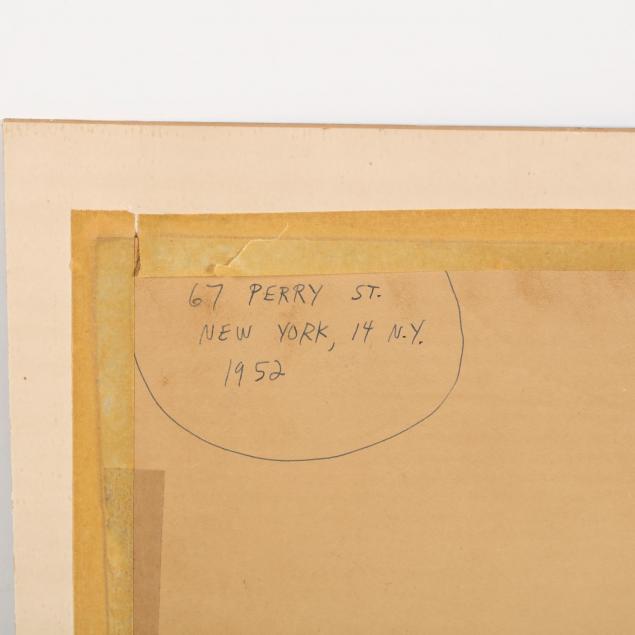 67 PERRY ST.
NEW YORK, 14 N.Y.
1952